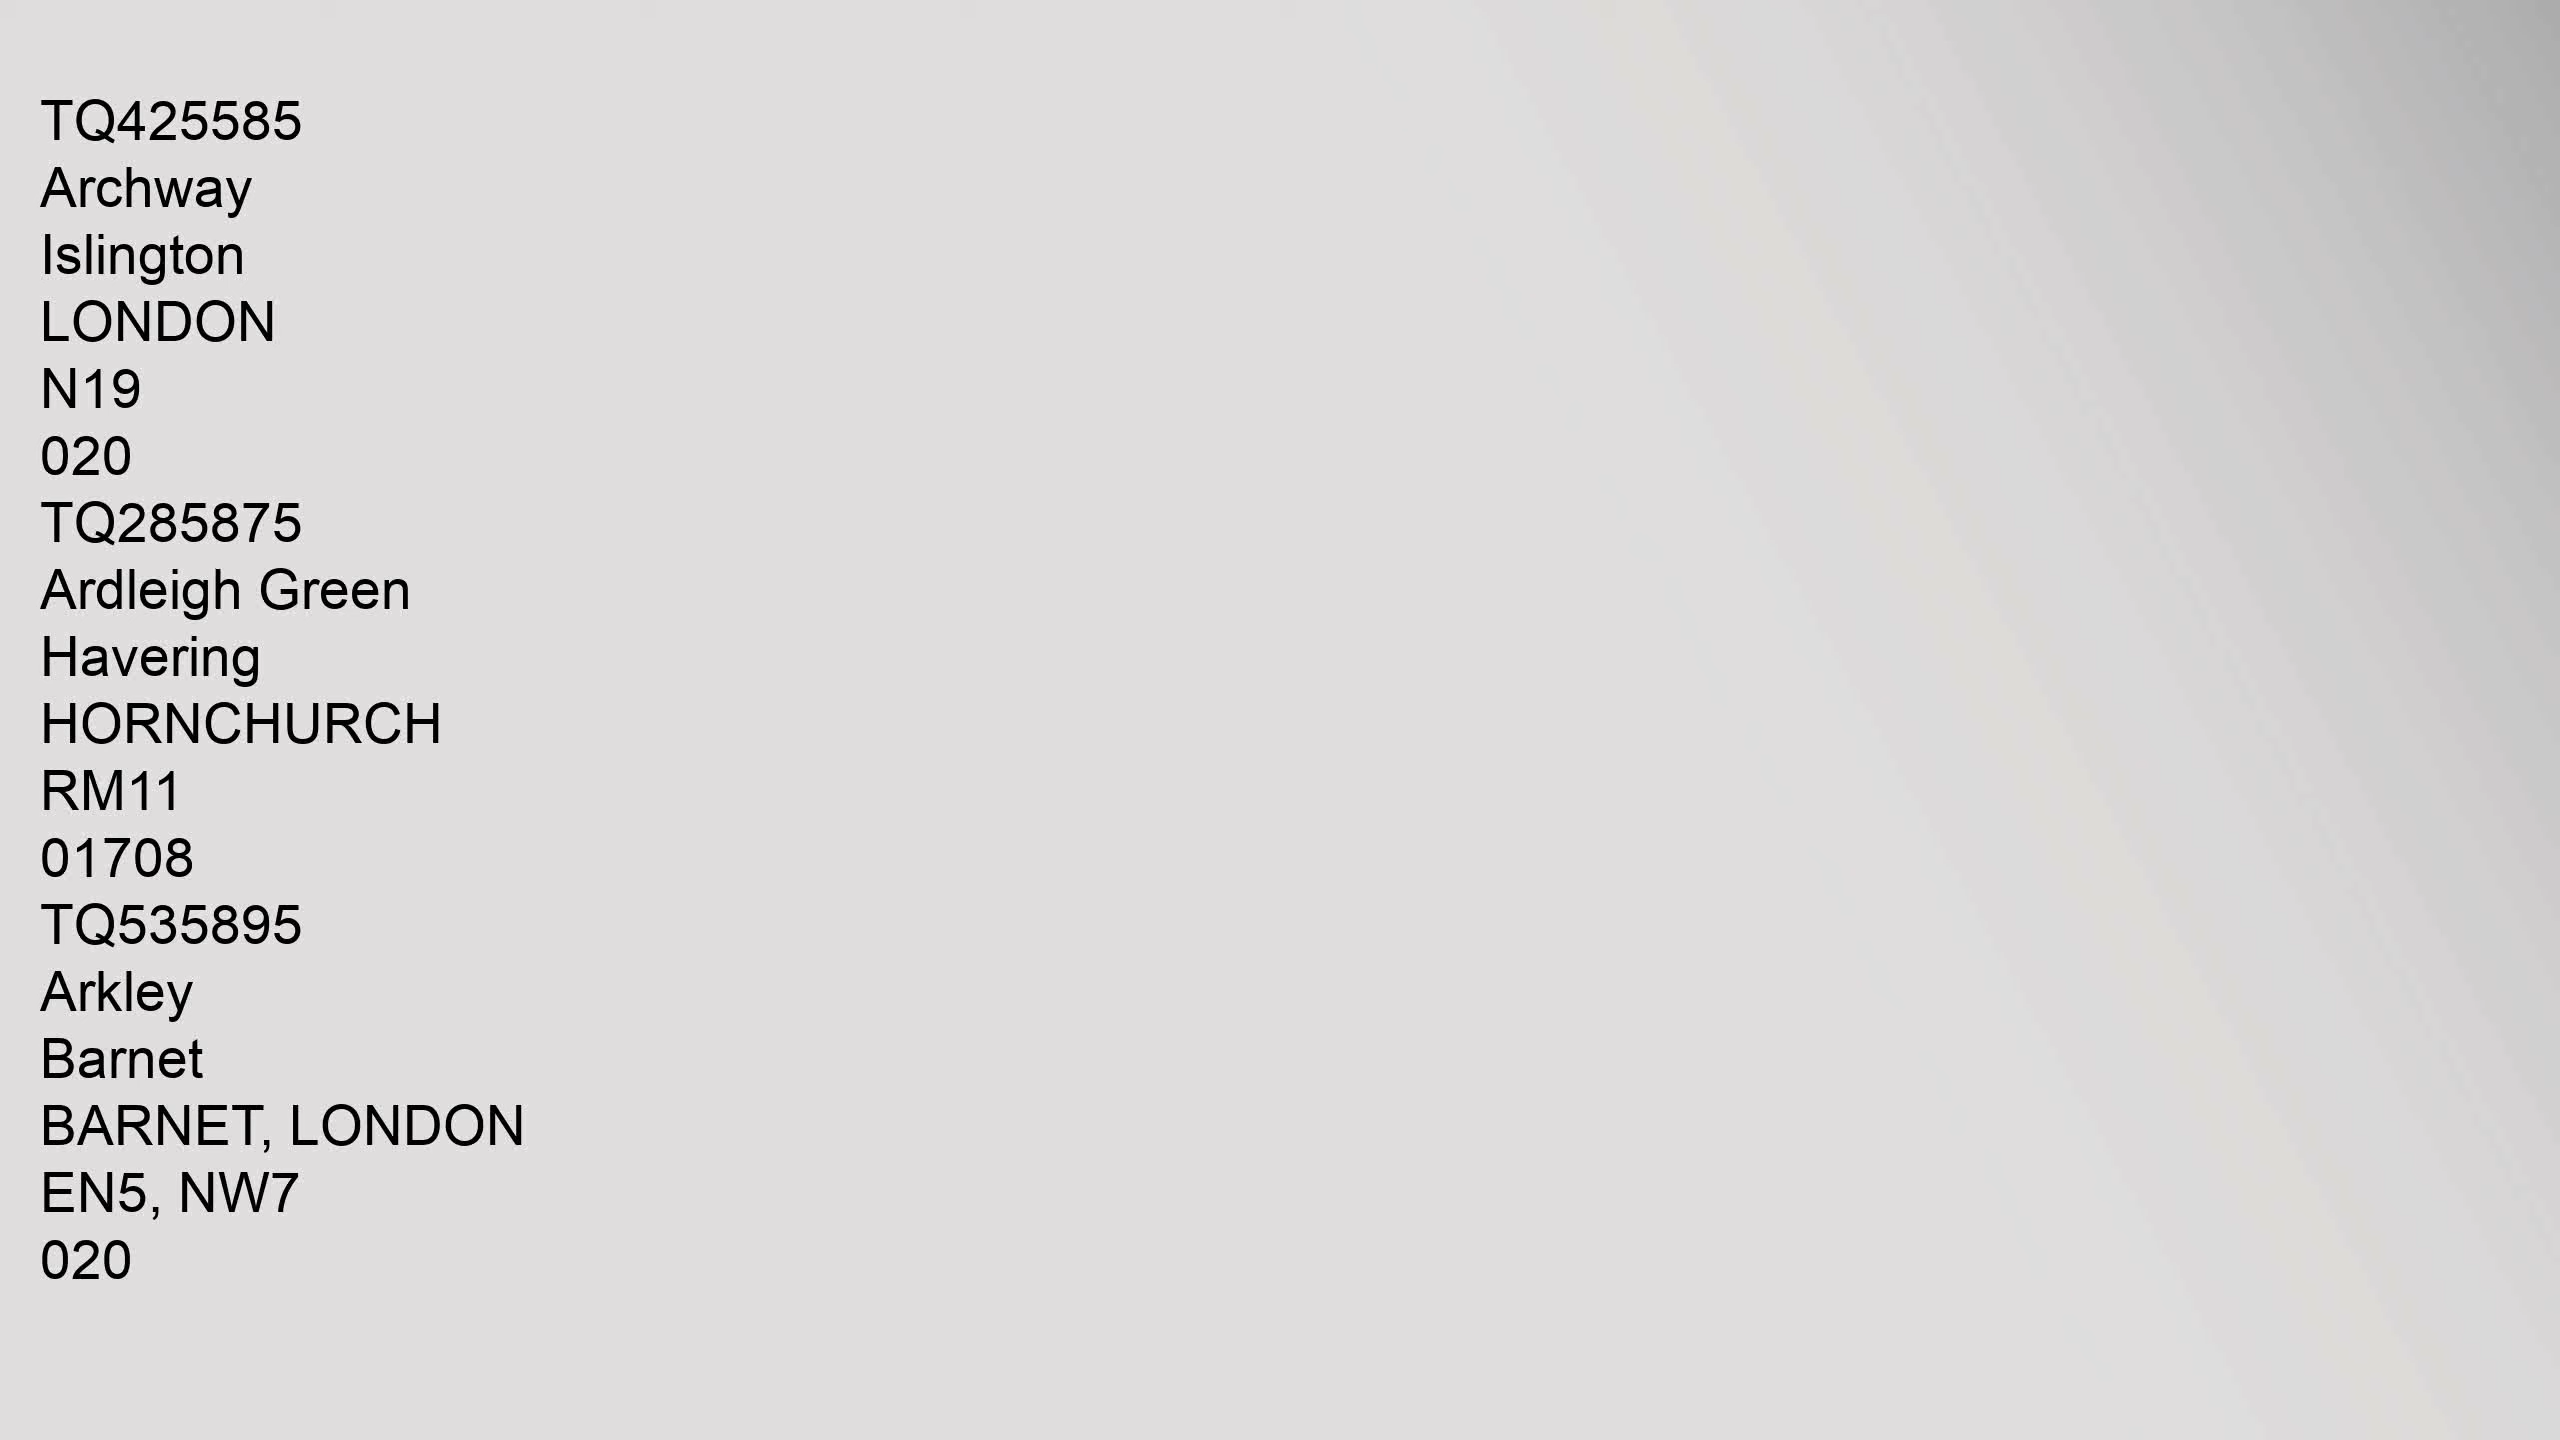 TQ425585
Archway
Islington
LONDON
N19
020
TQ285875
Ardleigh Green
Havering
HORNCHURCH
RM11
01708
TQ535895
Arkley
Barnet
BARNET, LONDON
EN5, NW7
020